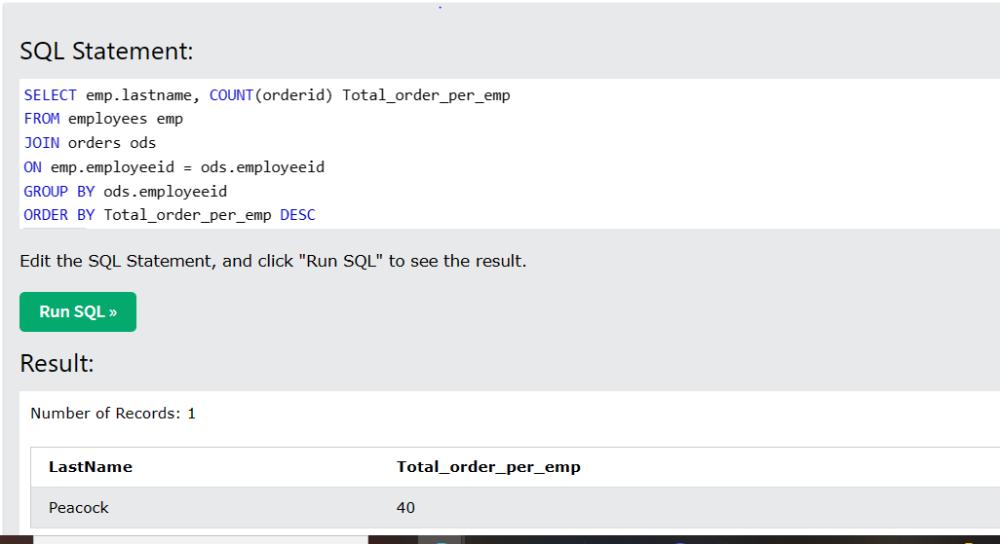 SQL Statement:
SELECT emp.lastname, COUNT(orderid) Total_order_per_emp
FROM employees emp
JOIN orders ods
ON emp.employeeid = ods.employeeid
GROUP BY ods.employeeid
ORDER BY Total_order_per_emp DESC
Edit the SQL Statement, and click "Run SQL" to see the result.
Run SQL »
Result:
Number of Records: 1
LastName Total_order_per_emp
Peacock 40